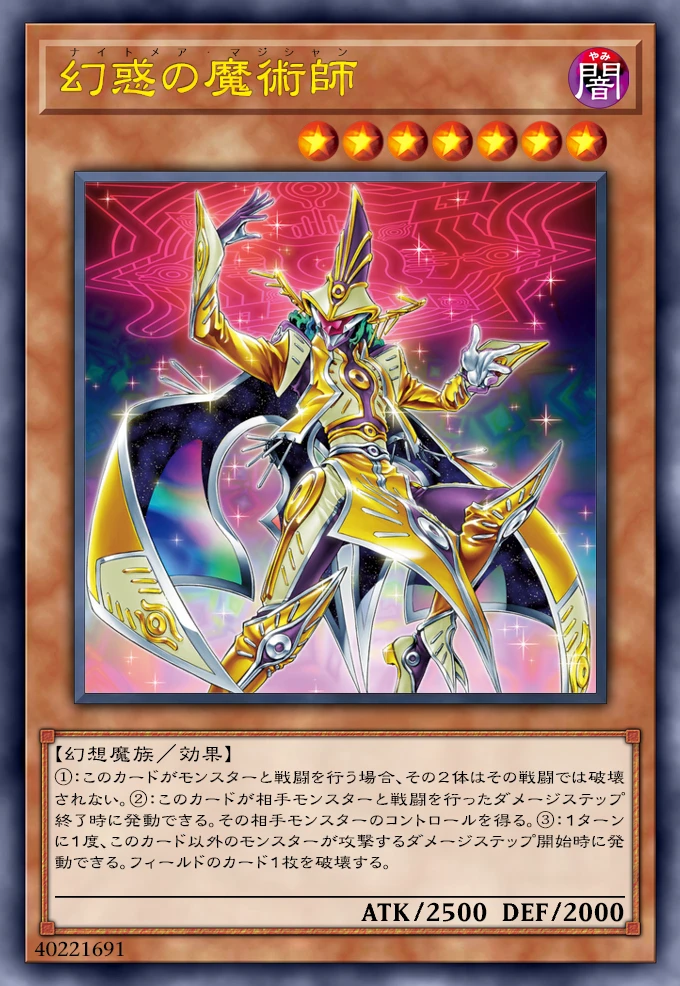 ナイトメア・マジシャン
幻惑の魔術師
やみ
闇
【幻想魔族／効果】
①：このカードがモンスターと戦闘を行う場合、その２体はその戦闘では破壊
されない。②：このカードが相手モンスターと戦闘を行ったダメージステップ
終了時に発動できる。その相手モンスターのコントロールを得る。③：１ターン
に１度、このカード以外のモンスターが攻撃するダメージステップ開始時に発
動できる。フィールドのカード１枚を破壊する。
ATK/2500 DEF/2000
40221691